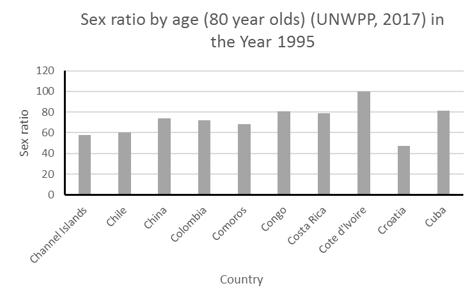 Sex ratio by age (80 year olds) (UNWPP, 2017) in
the Year 1995
120
100
80
60
40
20
0
Sex ratio
Channel Islands
Chile
China
Colombia
Comoros
Congo
Costa Rica
Cote d'Ivoire
Croatia
Cuba
Country